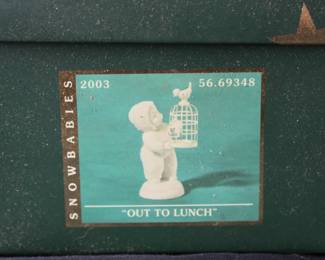 SNOWBABIES
2003 56.69348
"OUT TO LUNCH"